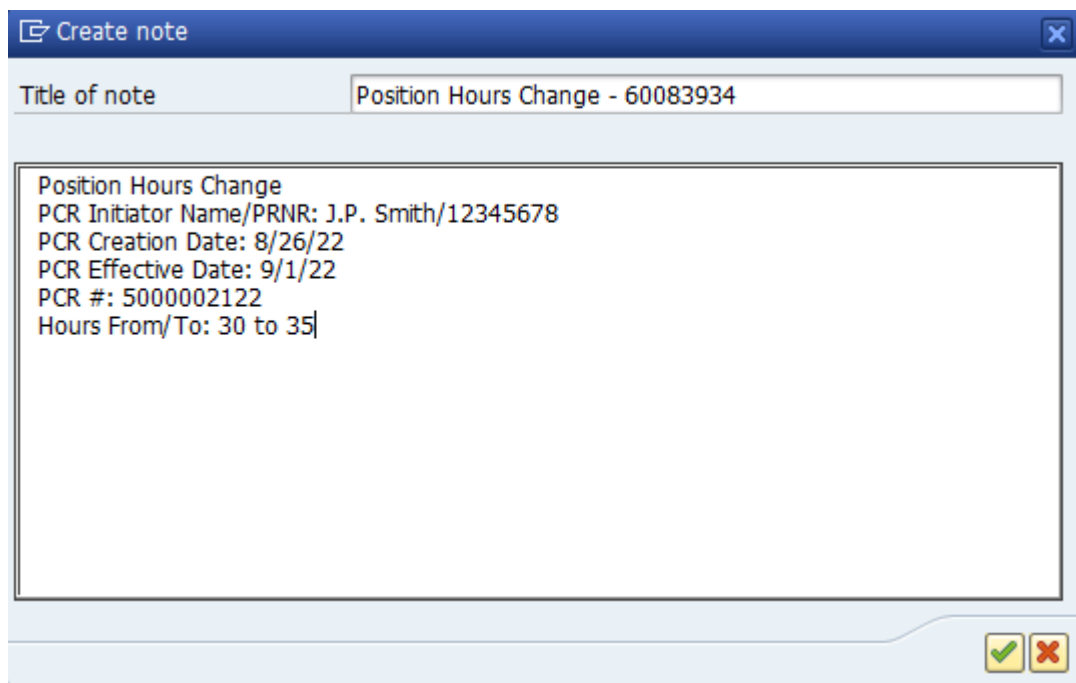 Create note
Title of note Position Hours Change - 60083934
Position Hours Change
PCR Initiator Name/PRNR: J.P. Smith/12345678
PCR Creation Date: 8/26/22
PCR Effective Date: 9/1/22
PCR #: 5000002122
Hours From/To: 30 to 35